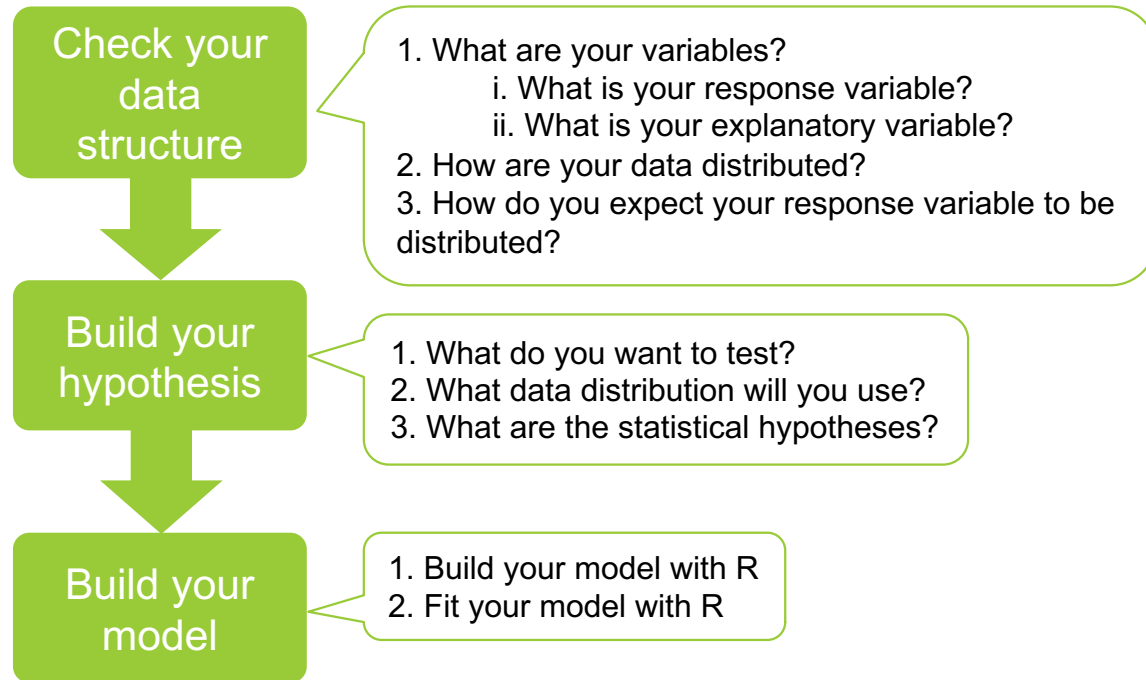 Check your
data
structure
1. What are your variables?
i. What is your response variable?
ii. What is your explanatory variable?
2. How are your data distributed?
3. How do you expect your response variable to be
distributed?
Build your
hypothesis
1. What do you want to test?
2. What data distribution will you use?
3. What are the statistical hypotheses?
Build your
model
1. Build your model with R
2. Fit your model with R